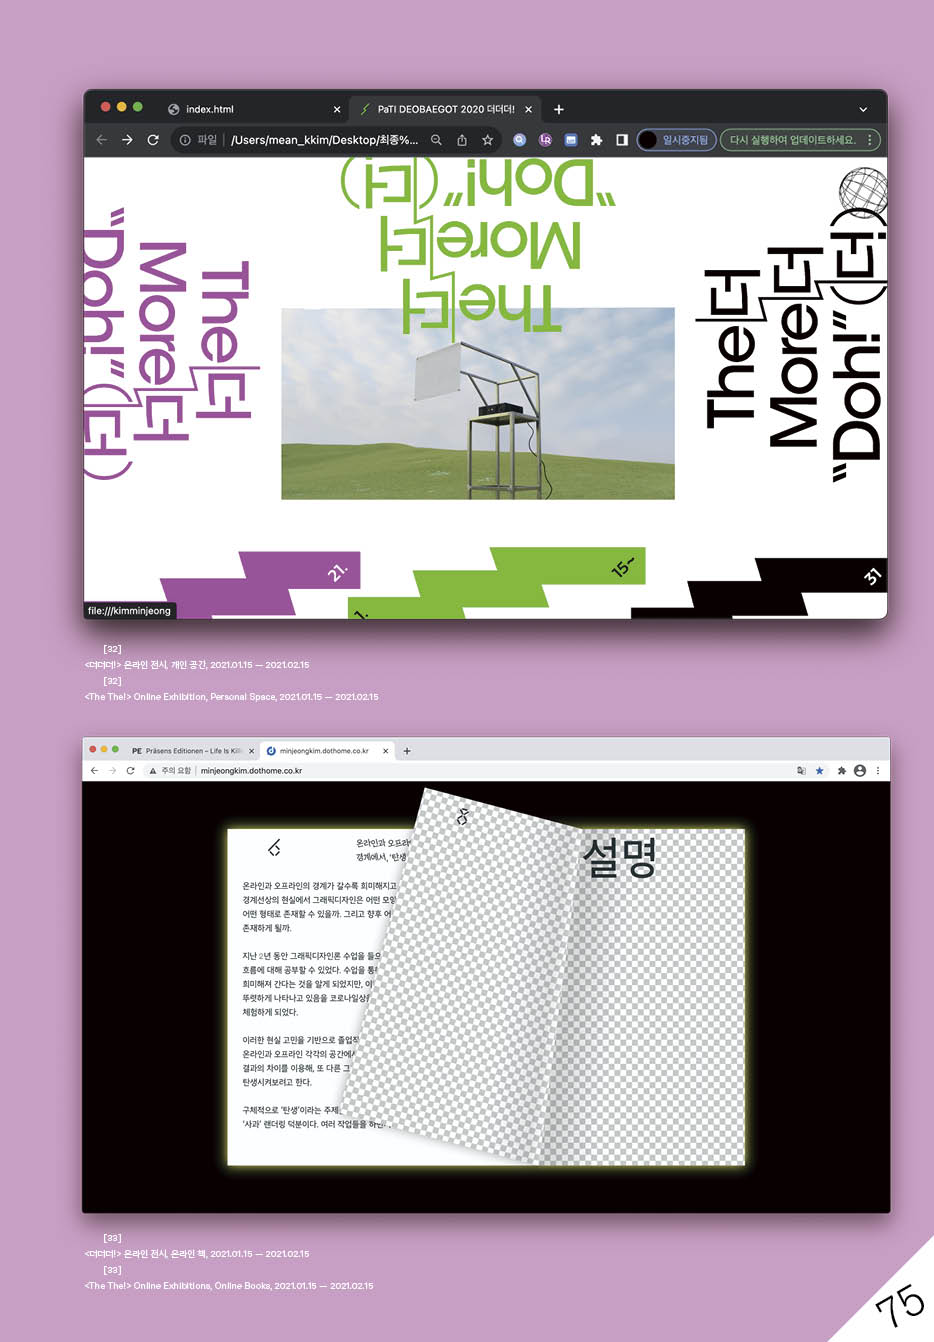 index.html
PaTI DEOBAEGOT 2020 더더더!
파일
/Users/mean_kkim/Desktop/최종%...
일시중지됨
다시 실행하여 업데이트하세요.
The더
More더
"Doh!"(더)
The더
More더
"Doh!"(더)
The더
More더
"Doh!"(더!)
21.
1.
15~
31
file:///kimminjeong
[32]
<더더더!> 온라인 전시, 개인 공간, 2021.01.15 — 2021.02.15
[32]
<The The!> Online Exhibition, Personal Space, 2021.01.15 — 2021.02.15
PE Präsens Editionen – Life Is Kill
minjeongkim.dothome.co.kr
주의 요함
minjeongkim.dothome.co.kr
6
온라인과 오프라
경계에서, '탄생
8
설명
온라인과 오프라인의 경계가 갈수록 희미해지고
경계선상의 현실에서 그래픽디자인은 어떤 모양
어떤 형태로 존재할 수 있을까. 그리고 향후 어
존재하게 될까.
지난 2년 동안 그래픽디자인론 수업을 들으
흐름에 대해 공부할 수 있었다. 수업을 통
희미해져 간다는 것을 알게 되었지만, 이
뚜렷하게 나타나고 있음을 코로나일상
체험하게 되었다.
이러한 현실 고민을 기반으로 졸업작
온라인과 오프라인 각각의 공간에서
결과의 차이를 이용해, 또 다른 그
탄생시켜보려고 한다.
구체적으로 '탄생'이라는 주제
'사과' 랜더링 덕분이다. 여러 작업들을 하면
[33]
<더더더!> 온라인 전시, 온라인 책, 2021.01.15 — 2021.02.15
[33]
<The The!> Online Exhibitions, Online Books, 2021.01.15 — 2021.02.15
75